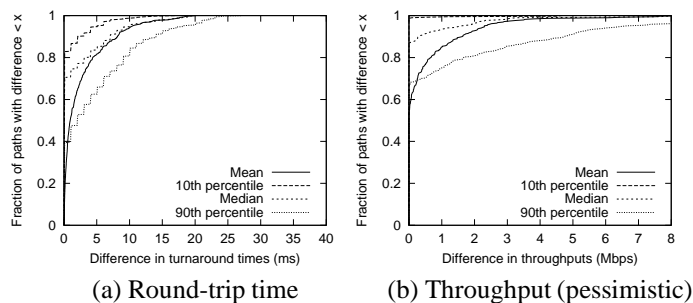 Fraction of paths with difference < x
1
0.8
0.6
0.4
0.2
0
Mean
10th percentile
Median
90th percentile
0 5 10 15 20 25 30 35 40
Difference in turnaround times (ms)
(a) Round-trip time
Fraction of paths with difference < x
1
0.8
0.6
0.4
0.2
0
Mean
10th percentile
Median
90th percentile
0 1 2 3 4 5 6 7 8
Difference in throughputs (Mbps)
(b) Throughput (pessimistic)